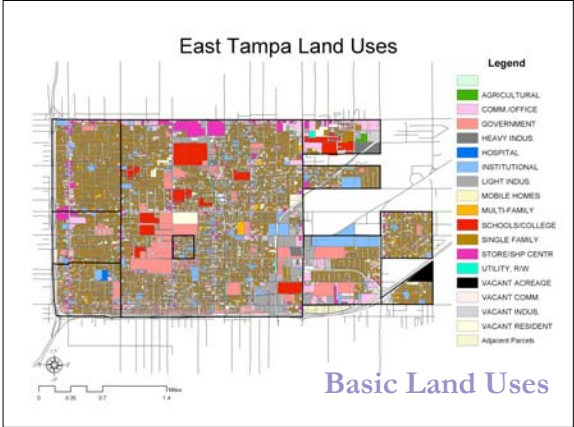 East Tampa Land Uses
Legend
AGRICULTURAL
COMM./OFFICE
GOVERNMENT
HEAVY INDUS.
HOSPITAL
INSTITUTIONAL
LIGHT INDUS.
MOBILE HOMES
MULTI-FAMILY
SCHOOLS/COLLEGE
SINGLE FAMILY
STORE/SHP CENTR
UTILITY, R/W
VACANT ACREAGE
VACANT COMM.
VACANT INDUS.
VACANT RESIDENT
Adjacent Parcels
Miles
0 0.35 0.7 1.4
Basic Land Uses